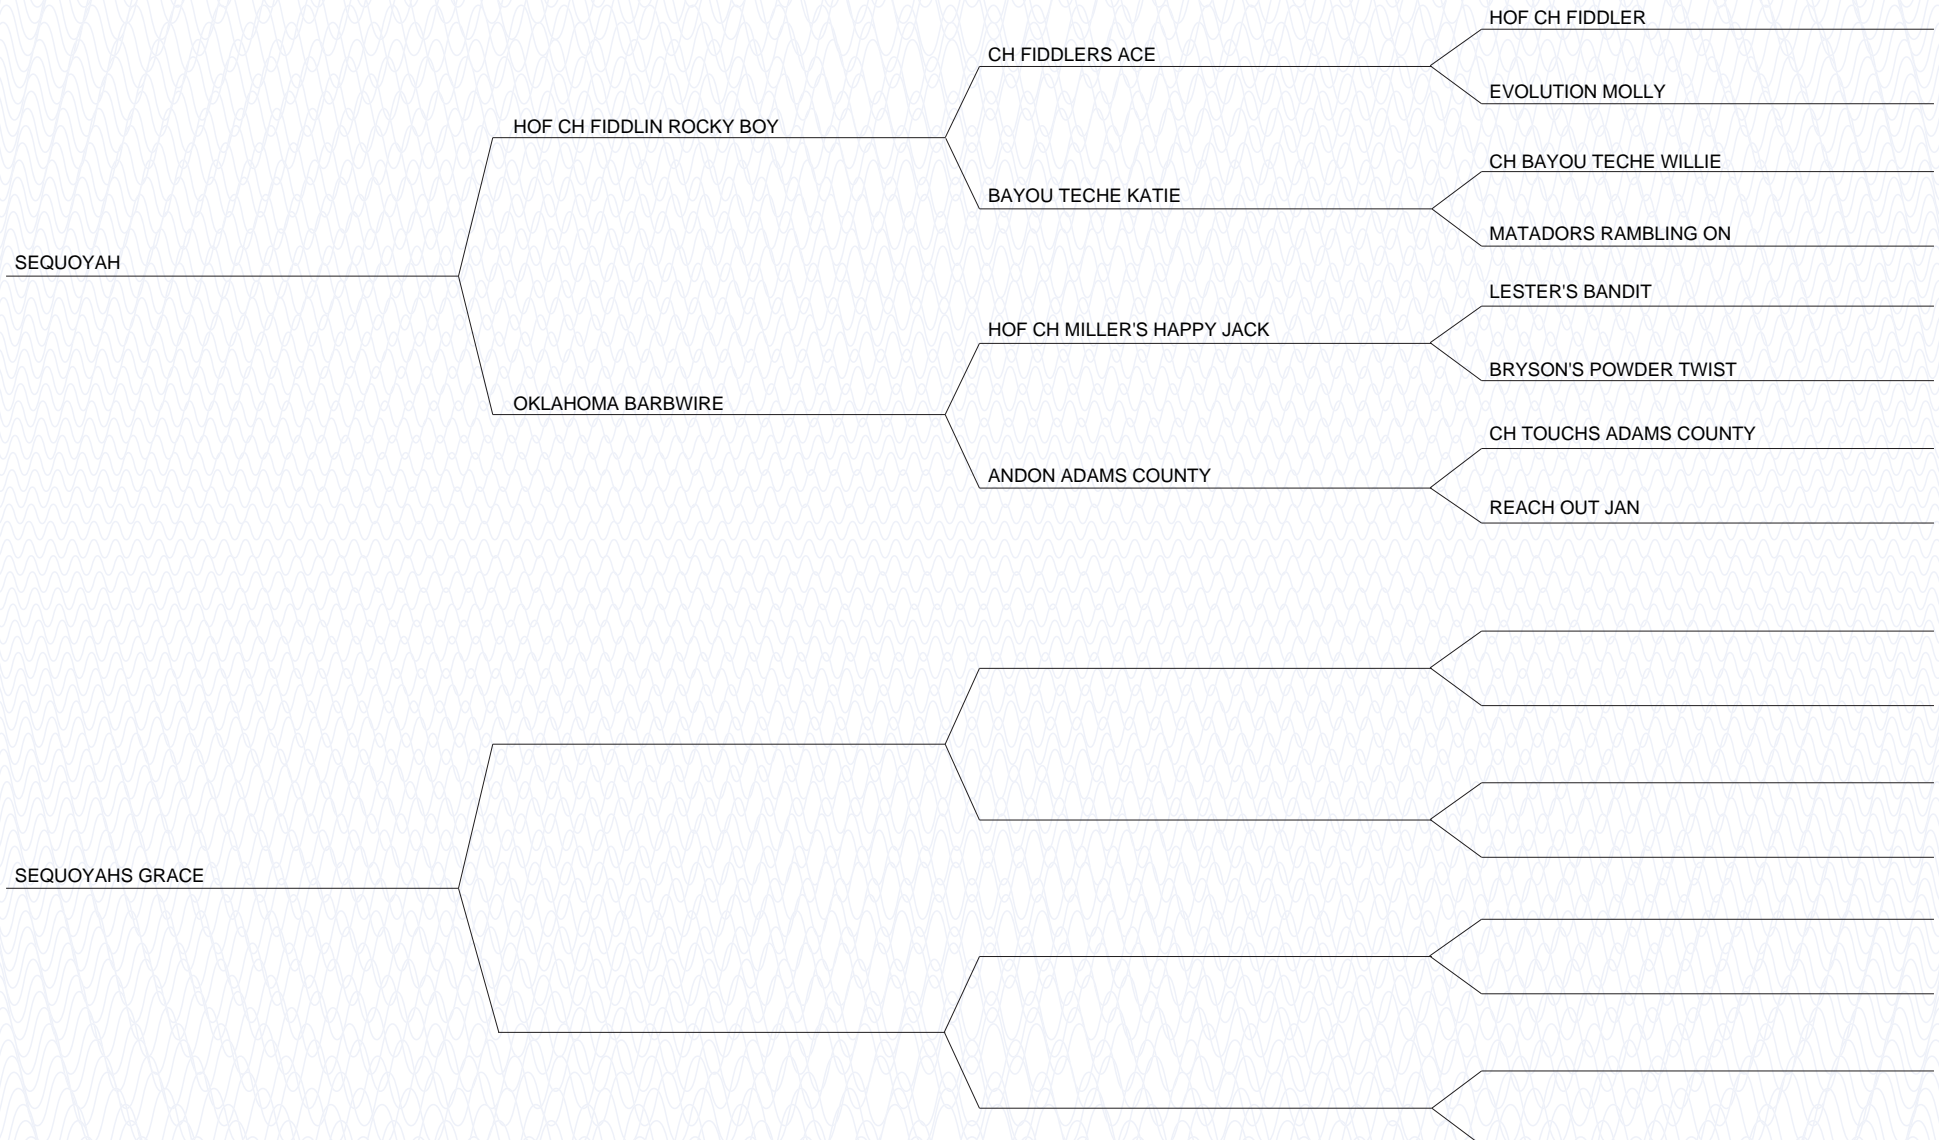 HOF CH FIDDLER
CH FIDDLERS ACE
EVOLUTION MOLLY
HOF CH FIDDLIN ROCKY BOY
CH BAYOU TECHE WILLIE
BAYOU TECHE KATIE
MATADORS RAMBLING ON
SEQUOYAH
LESTER'S BANDIT
HOF CH MILLER'S HAPPY JACK
BRYSON'S POWDER TWIST
OKLAHOMA BARBWIRE
CH TOUCHS ADAMS COUNTY
ANDON ADAMS COUNTY
REACH OUT JAN
SEQUOYAHS GRACE